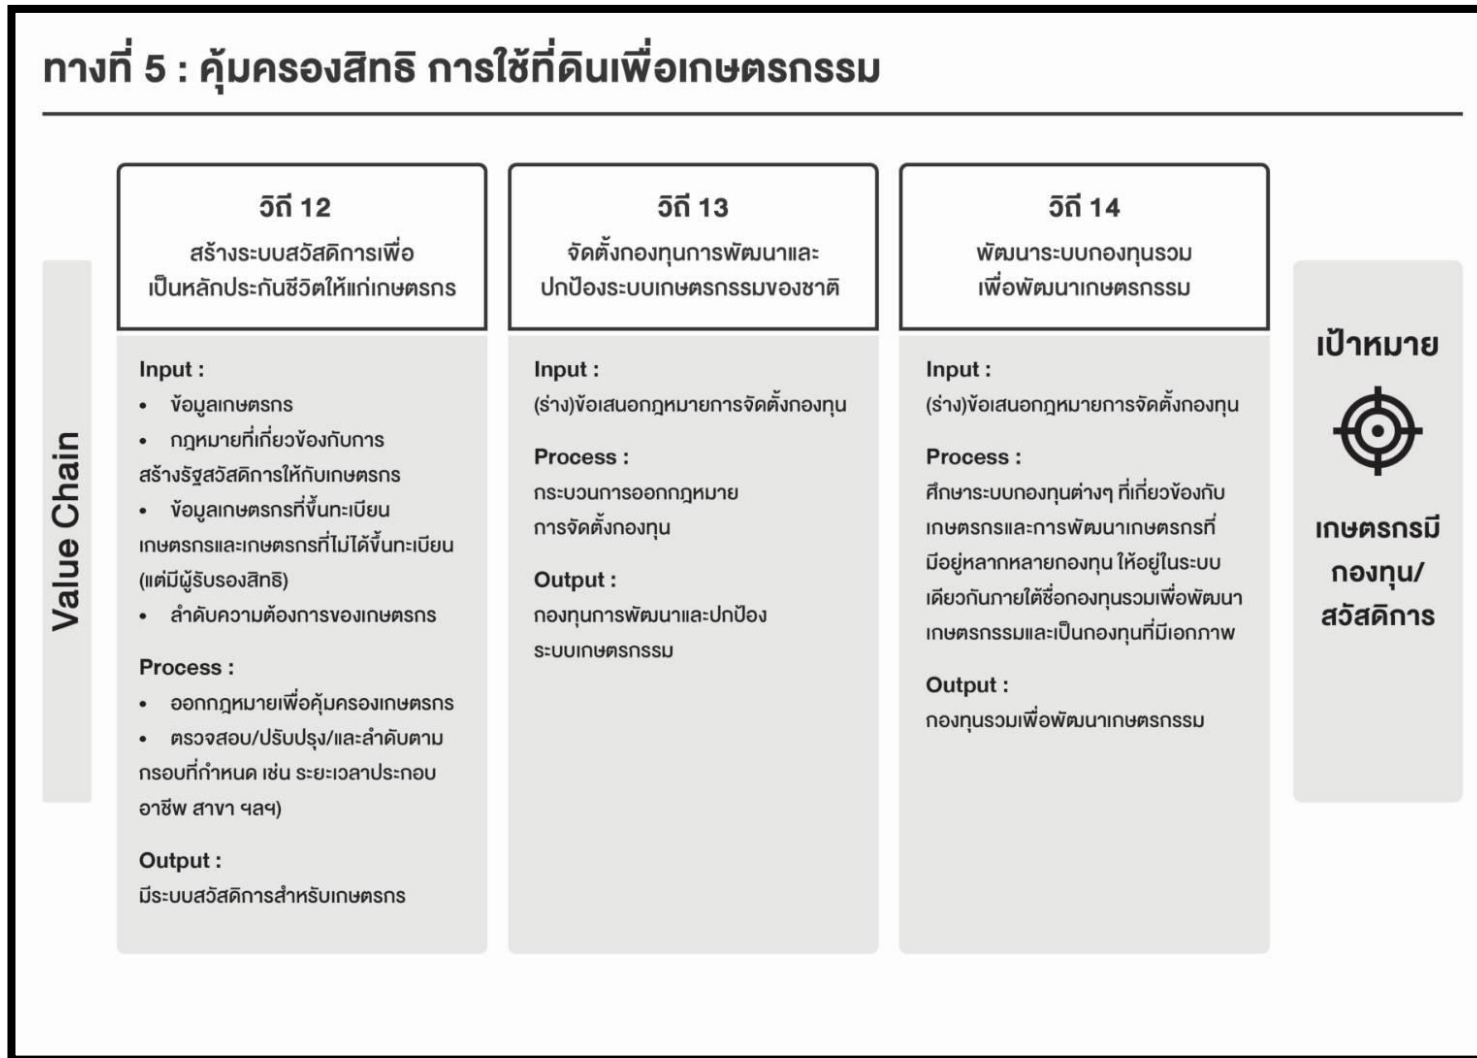 ทางที่ 5 : คุ้มครองสิทธิ การใช้ที่ดินเพื่อเกษตรกรรม
Value Chain
วิถี 12
สร้างระบบสวัสดิการเพื่อ
เป็นหลักประกันชีวิตให้แก่เกษตรกร
Input :
• ข้อมูลเกษตรกร
• กฎหมายที่เกี่ยวข้องกับการ
สร้างรัฐสวัสดิการให้กับเกษตรกร
• ข้อมูลเกษตรกรที่ขึ้นทะเบียน
เกษตรกรและเกษตรกรที่ไม่ได้ขึ้นทะเบียน
(แต่มีผู้รับรองสิทธิ)
• ลำดับความต้องการของเกษตรกร
Process :
• ออกกฎหมายเพื่อคุ้มครองเกษตรกร
• ตรวจสอบ/ปรับปรุง/และลำดับตาม
กรอบที่กำหนด เช่น ระยะเวลาประกอบ
อาชีพ สาขา ฯลฯ)
Output :
มีระบบสวัสดิการสำหรับเกษตรกร
วิถี 13
จัดตั้งกองทุนการพัฒนาและ
ปกป้องระบบเกษตรกรรมของชาติ
Input :
(ร่าง)ข้อเสนอกฎหมายการจัดตั้งกองทุน
Process :
กระบวนการออกกฎหมาย
การจัดตั้งกองทุน
Output :
กองทุนการพัฒนาและปกป้อง
ระบบเกษตรกรรม
วิถี 14
พัฒนาระบบกองทุนรวม
เพื่อพัฒนาเกษตรกรรม
Input :
(ร่าง)ข้อเสนอกฎหมายการจัดตั้งกองทุน
Process :
ศึกษาระบบกองทุนต่างๆ ที่เกี่ยวข้องกับ
เกษตรกรและการพัฒนาเกษตรกรที่
มีอยู่หลากหลายกองทุน ให้อยู่ในระบบ
เดียวกันภายใต้ชื่อกองทุนรวมเพื่อพัฒนา
เกษตรกรรมและเป็นกองทุนที่มีเอกภาพ
Output :
กองทุนรวมเพื่อพัฒนาเกษตรกรรม
เป้าหมาย
เกษตรกรมี
กองทุน/
สวัสดิการ